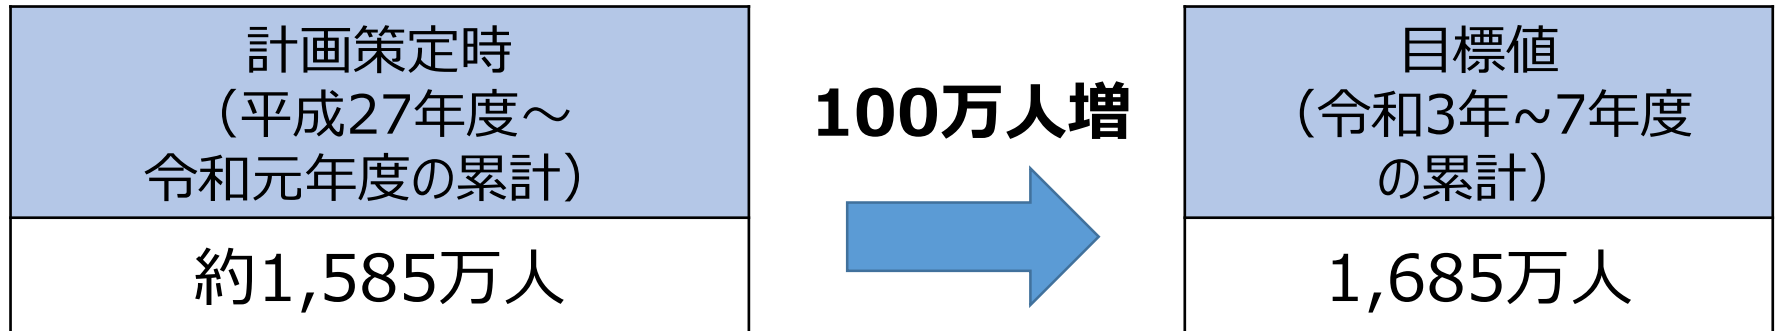 計画策定時
（平成27年度～
令和元年度の累計）
約1,585万人
100万人増
目標値
（令和3年~7年度
の累計）
1,685万人